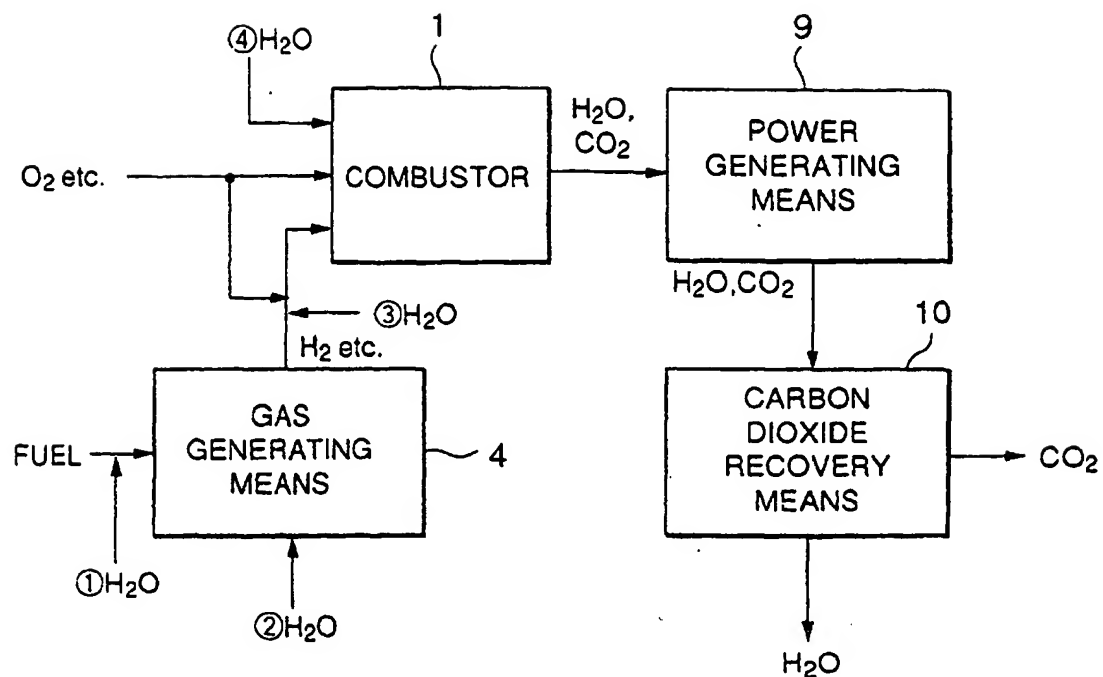 ④H₂O
1
9
H₂O,
CO₂
POWER
GENERATING
MEANS
O₂ etc.
COMBUSTOR
H₂O,CO₂
③H₂O
10
H₂ etc.
GAS
GENERATING
MEANS
CARBON
DIOXIDE
RECOVERY
MEANS
FUEL
4
CO₂
①H₂O
②H₂O
H₂O